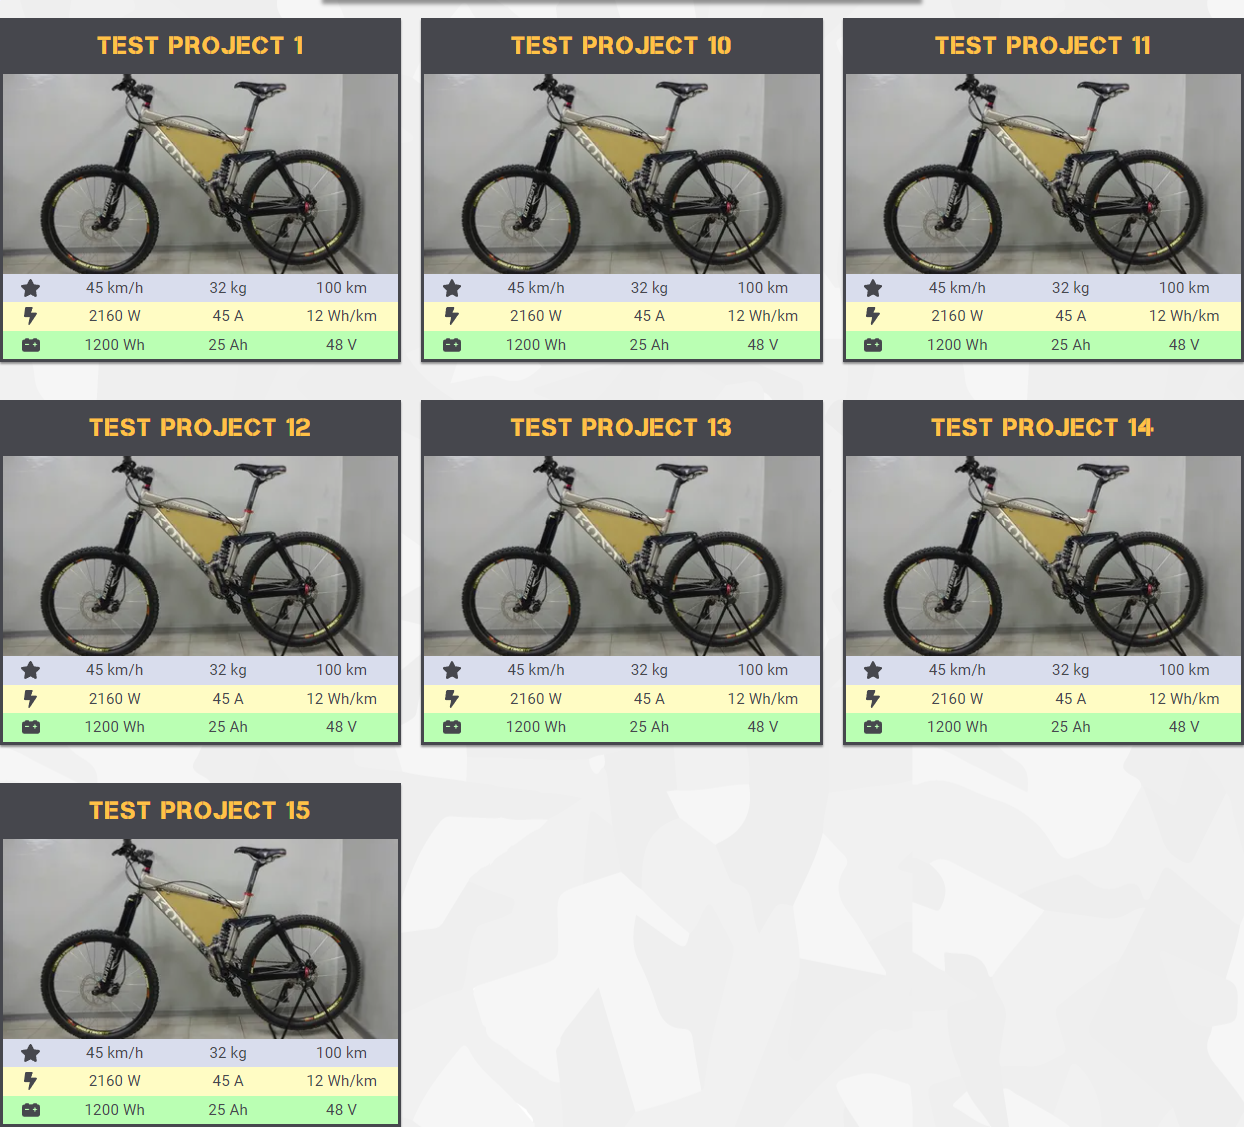 TEST PROJECT 1
TEST PROJECT 10
TEST PROJECT 11
KONA
KONA
KONA
45 km/h 32 kg 100 km
2160 W 45 A 12 Wh/km
1200 Wh 25 Ah 48 V
45 km/h 32 kg 100 km
2160 W 45 A 12 Wh/km
1200 Wh 25 Ah 48 V
45 km/h 32 kg 100 km
2160 W 45 A 12 Wh/km
1200 Wh 25 Ah 48 V
TEST PROJECT 12
TEST PROJECT 13
TEST PROJECT 14
KONA
KONA
KONA
45 km/h 32 kg 100 km
2160 W 45 A 12 Wh/km
1200 Wh 25 Ah 48 V
45 km/h 32 kg 100 km
2160 W 45 A 12 Wh/km
1200 Wh 25 Ah 48 V
45 km/h 32 kg 100 km
2160 W 45 A 12 Wh/km
1200 Wh 25 Ah 48 V
TEST PROJECT 15
KONA
45 km/h 32 kg 100 km
2160 W 45 A 12 Wh/km
1200 Wh 25 Ah 48 V